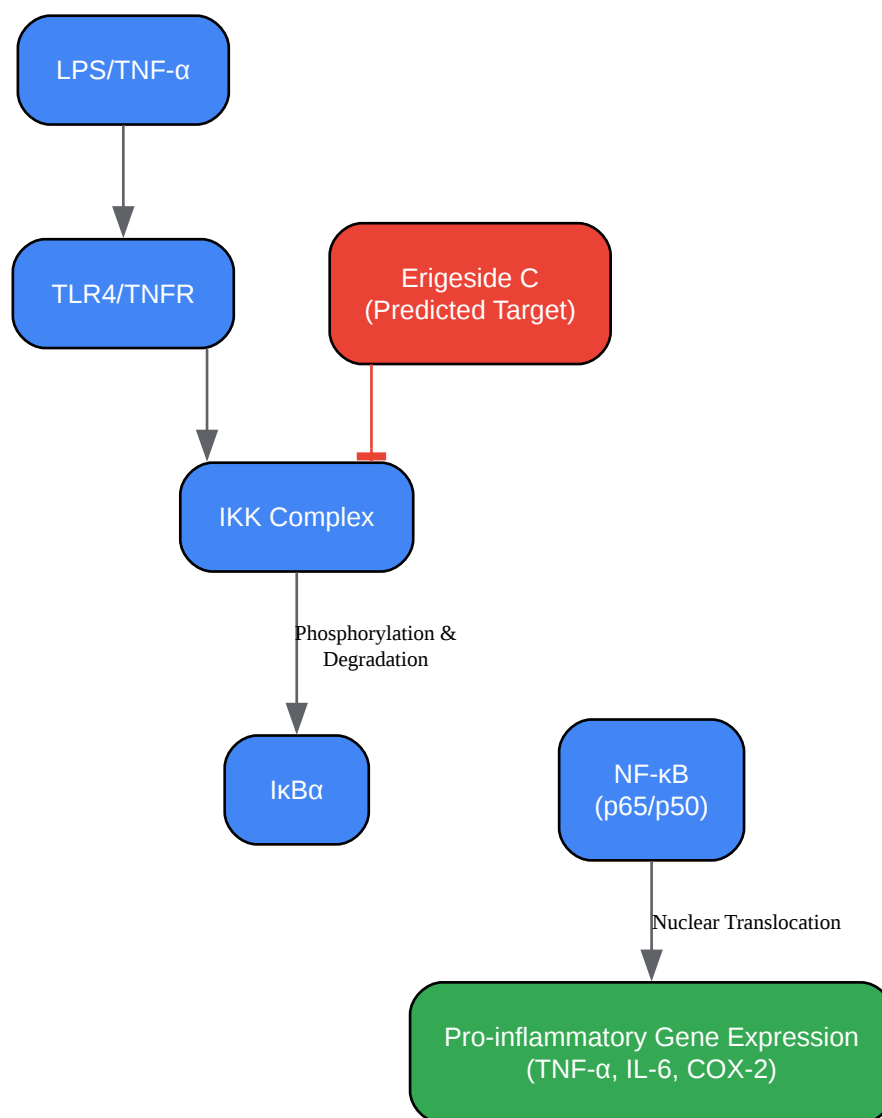 LPS/TNF-α
TLR4/TNFR
Erigeside C
(Predicted Target)
IKK Complex
Phosphorylation &
Degradation
IκBα
NF-κB
(p65/p50)
Nuclear Translocation
Pro-inflammatory Gene Expression
(TNF-α, IL-6, COX-2)